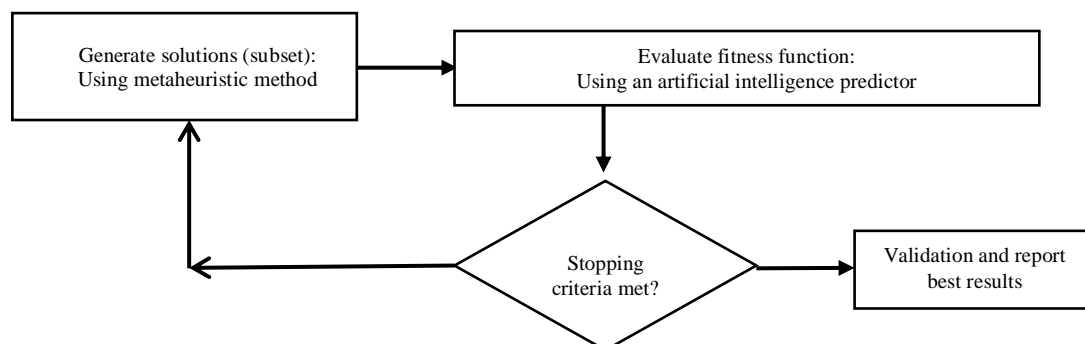 Generate solutions (subset):
Using metaheuristic method
Evaluate fitness function:
Using an artificial intelligence predictor
Stopping
criteria met?
Validation and report
best results